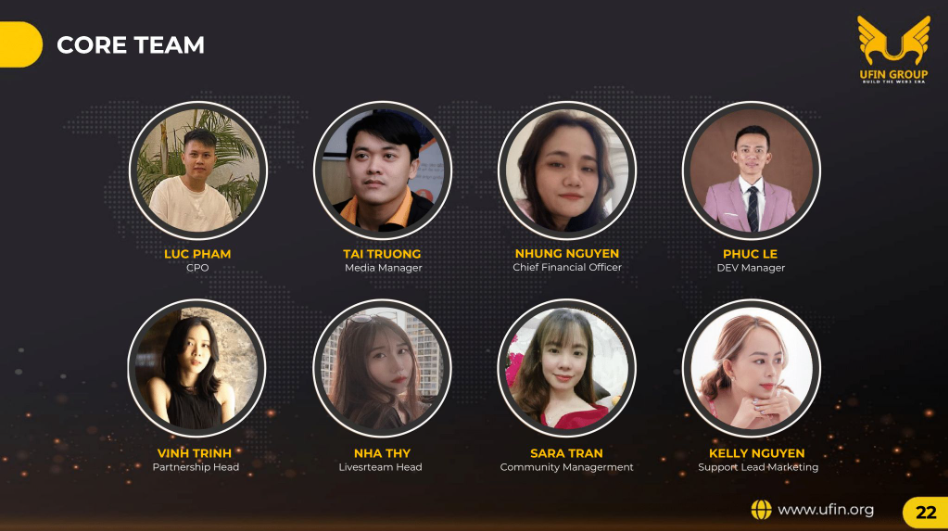 CORE TEAM
UFIN GROUP
BUILD THE WEB3 ERA
LUC PHAM
CPO
TAI TRUONG
Media Manager
NHUNG NGUYEN
Chief Financial Officer
PHUC LE
DEV Manager
VINH TRINH
Partnership Head
NHA THY
Livesrteam Head
SARA TRAN
Community Managerment
KELLY NGUYEN
Support Lead Marketing
www.ufin.org
22